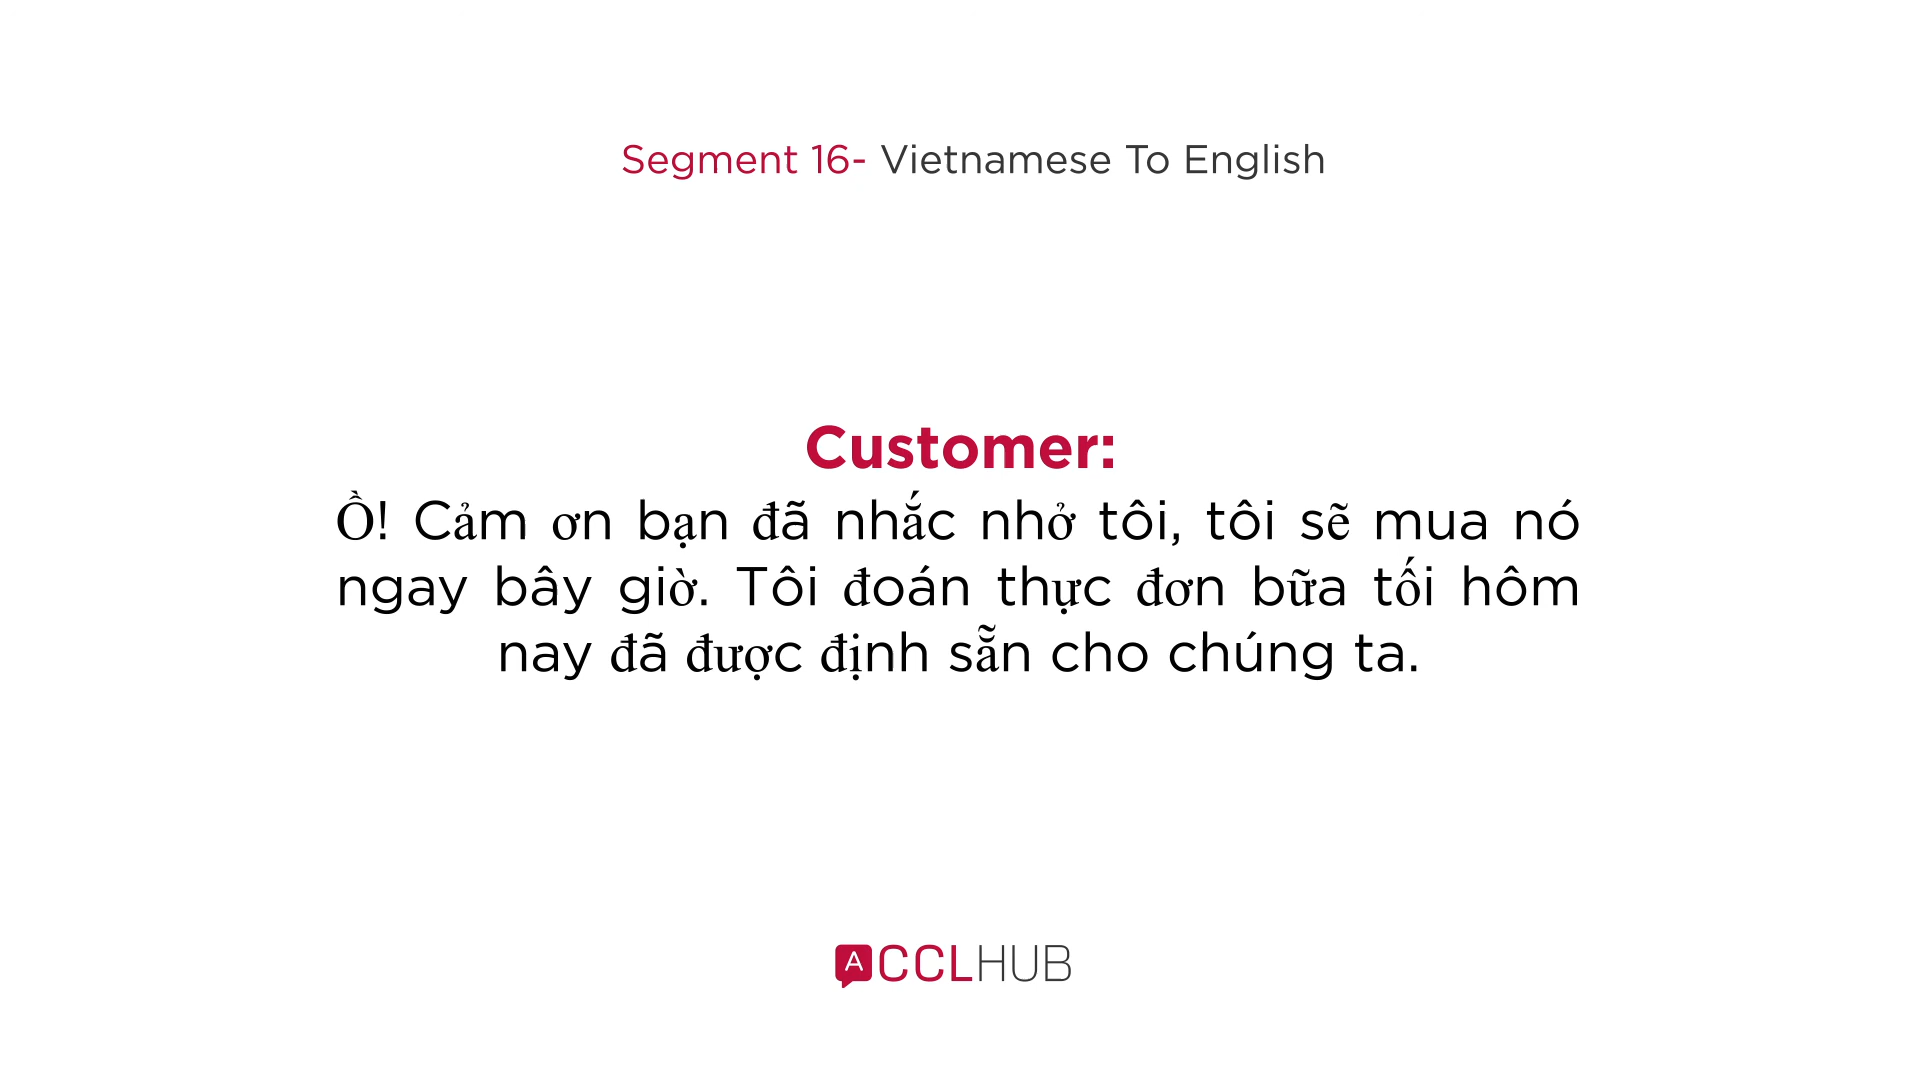 Segment 16- Vietnamese To English
Customer:
Ồ! Cảm ơn bạn đã nhắc nhở tôi, tôi sẽ mua nó
ngay bây giờ. Tôi đoán thực đơn bữa tối hôm
nay đã được định sẵn cho chúng ta.
A CCLHUB